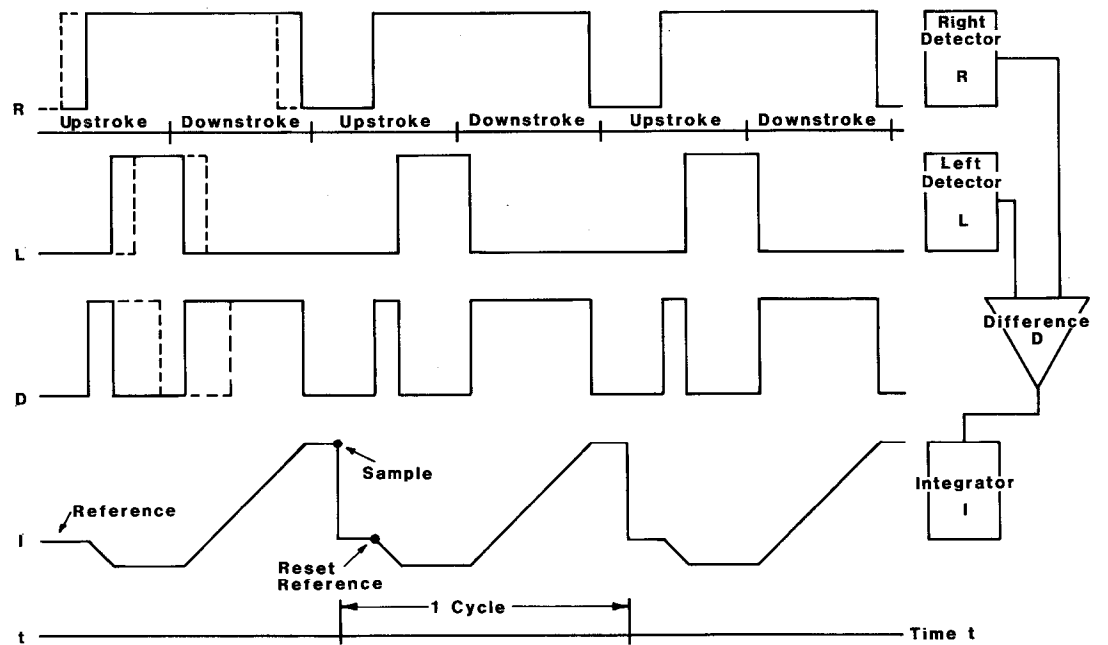 Right
Detector
R
R
Upstroke Downstroke Upstroke Downstroke Upstroke Downstroke
Left
Detector
L
L
Difference
D
D
Sample
Reference
Integrator
I
I
Reset
Reference
1 Cycle
t
Time t